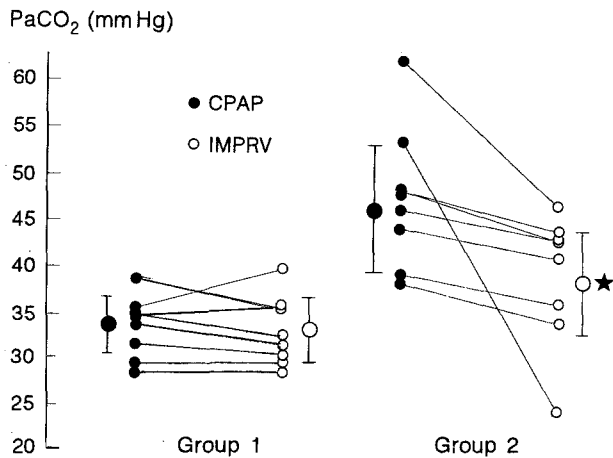 PaCO₂ (mm Hg)
60
55
50
45
40
35
30
25
20
● CPAP
○ IMPRV
★
Group 1
Group 2